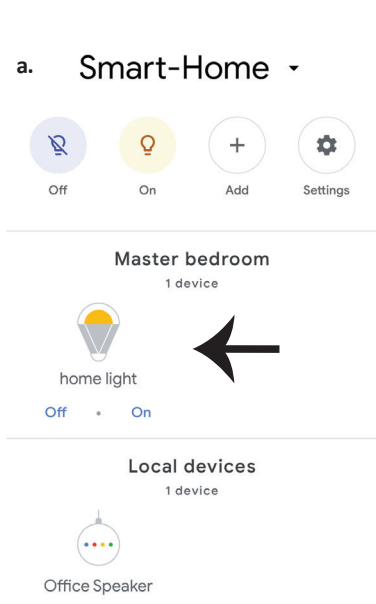 a. Smart-Home
Off On Add Settings
Master bedroom
1 device
home light
Off • On
Local devices
1 device
Office Speaker